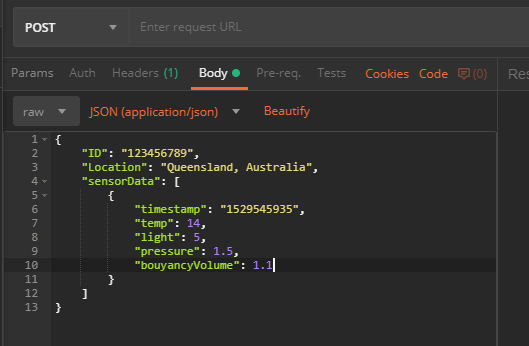 POST
Enter request URL
Params Auth Headers (1) Body Pre-req. Tests Cookies Code (0) Res
raw JSON (application/json) Beautify
1 {
2 "ID": "123456789",
3 "Location": "Queensland, Australia",
4 "sensorData": [
5 {
6 "timestamp": "1529545935",
7 "temp": 14,
8 "light": 5,
9 "pressure": 1.5,
10 "bouyancyVolume": 1.1
11 }
12 ]
13 }